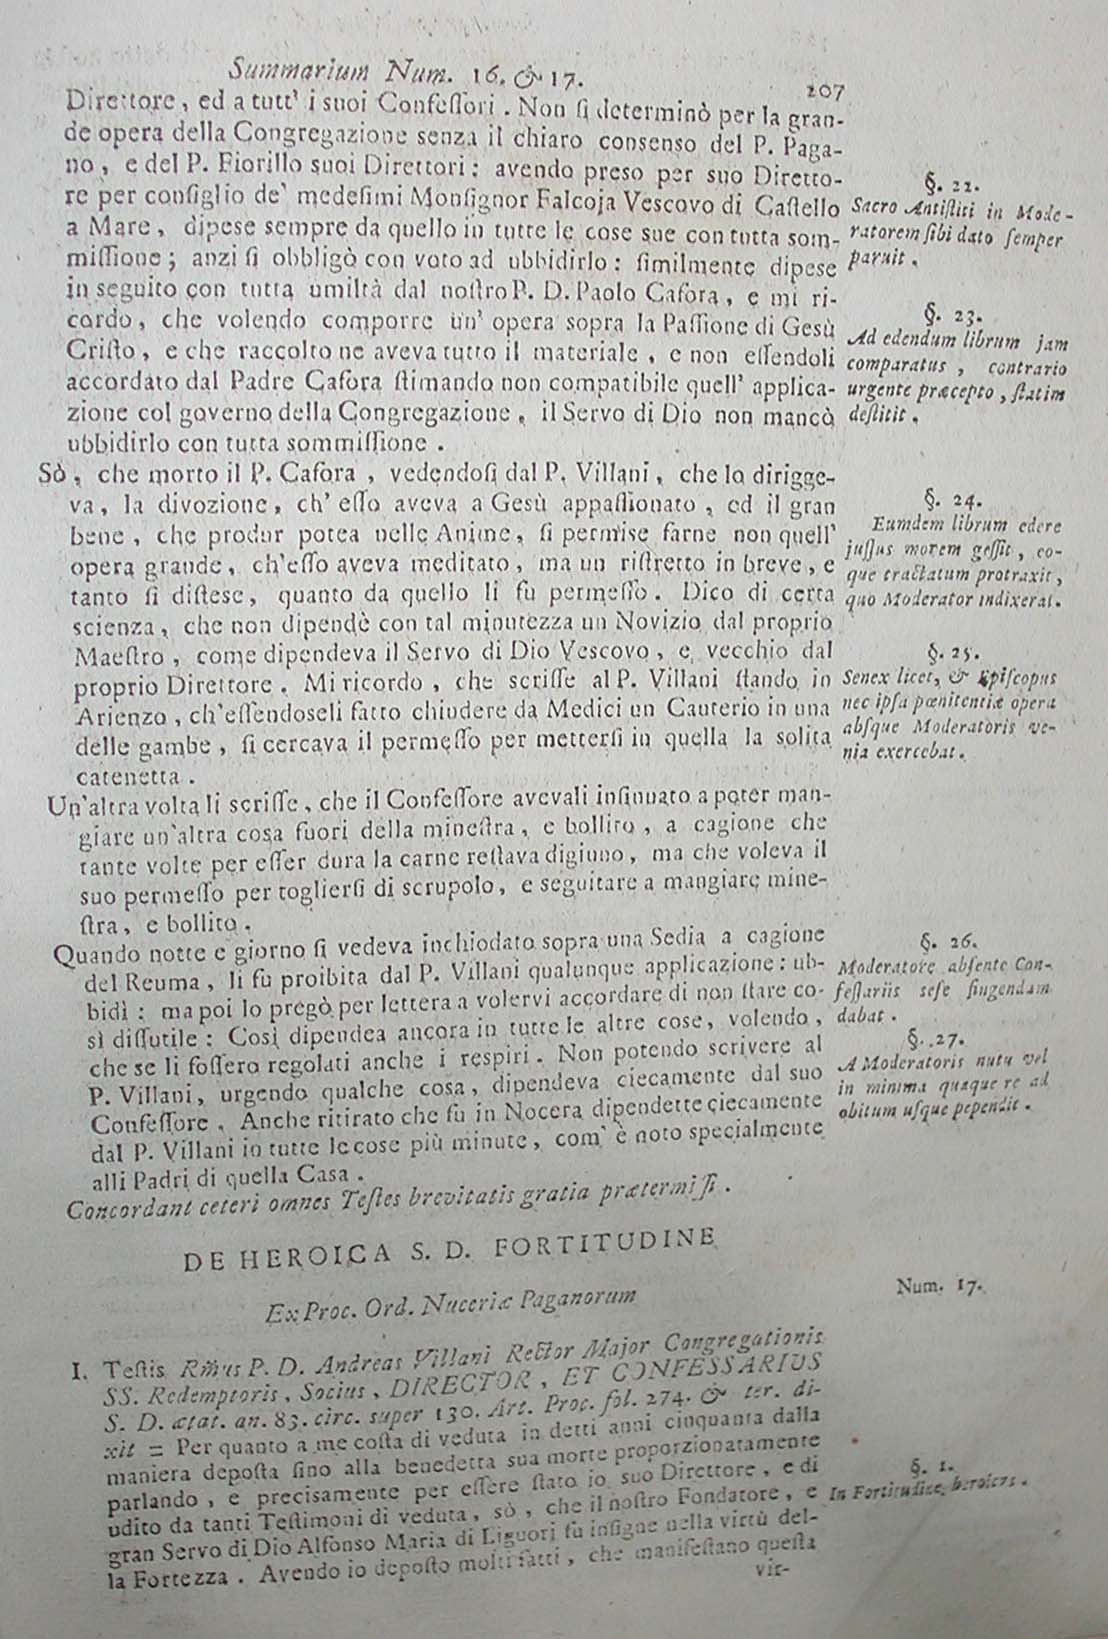 Summarium Num. 16. & 17.
207
Direttore, ed a tutt' i suoi Confeſſori. Non ſi determinò per la gran-
de opera della Congregazione senza il chiaro consenso del P. Paga-
no, e del P. Fiorillo suoi Direttori: avendo preso per suo Diretto-
re per conſiglio de' medeſimi Monſignor Falcoja Vescovo di Caſtello
a Mare, dipese sempre da quello in tutte le cose sue con tutta som-
miſſione; anzi ſi obbligò con voto ad ubbidirlo: ſimilmente dipese
in seguito con tutta umiltà dal noſtro P. D. Paolo Cafora, e mi ri-
cordo, che volendo comporre un' opera sopra la Paſſione di Gesù
Criſto, e che raccolto ne aveva tutto il materiale, e non eſſendoli
accordato dal Padre Cafora ſtimando non compatibile quell' applica-
zione col governo della Congregazione, il Servo di Dio non mancò
ubbidirlo con tutta sommiſſione.
§. 22.
Sacro Antiſtiti in Mode-
ratorem ſibi dato ſemper
paruit.
§. 23.
Ad edendum librum jam
comparatus, contrario
urgente præcepto, ſtatim
deſtitit.
Sò, che morto il P. Cafora, vedendoſi dal P. Villani, che lo dirigge-
va, la divozione, ch' eſſo aveva a Gesù appaſſionato, ed il gran
bene, che produr potea nelle Anime, ſi permise farne non quell'
opera grande, ch'eſſo aveva meditato, ma un riſtretto in breve, e
tanto ſi diſtese, quanto da quello li fu permeſſo. Dico di certa
scienza, che non dipendè con tal minutezza un Novizio dal proprio
Maeſtro, come dipendeva il Servo di Dio Vescovo, e vecchio dal
proprio Direttore. Mi ricordo, che scriſſe al P. Villani ſtando in
Arienzo, ch'eſſendoseli fatto chiudere da Medici un Cauterio in una
delle gambe, ſi cercava il permeſſo per metterſi in quella la solita
catenetta.
§. 24.
Eumdem librum edere
juſſus morem geſſit, eo-
que tractatum protraxit,
quo Moderator indixerat.
§. 25.
Senex licet, & Epiſcopus
nec ipſa pœnitentiæ opera
abſque Moderatoris ve-
nia exercebat.
Un'altra volta li scriſſe, che il Confeſſore avevali inſinuato a poter man-
giare un'altra cosa fuori della mineſtra, e bollito, a cagione che
tante volte per eſſer dura la carne reſtava digiuno, ma che voleva il
suo permeſſo per toglierſi di scrupolo, e seguitare a mangiare mine-
ſtra, e bollito.
Quando notte e giorno ſi vedeva inchiodato sopra una Sedia a cagione
del Reuma, li fu proibita dal P. Villani qualunque applicazione: ub-
bidì: ma poi lo pregò per lettera a volervi accordare di non ſtare co-
sì diſſutile: Così dipendea ancora in tutte le altre cose, volendo,
che se li foſſero regolati anche i respiri. Non potendo scrivere al
P. Villani, urgendo qualche cosa, dipendeva ciecamente dal suo
Confeſſore. Anche ritirato che fu in Nocera dipendette ciecamente
dal P. Villani in tutte le cose più minute, com' è noto specialmente
alli Padri di quella Casa.
§. 26.
Moderatore abſente Con-
feſſariis seſe fingendum
dabat.
§. 27.
A Moderatoris nutu vel
in minima quaque re ad
obitum uſque pependit.
Concordant ceteri omnes Teſtes brevitatis gratia prætermiſſi.
DE HEROICA S. D. FORTITUDINE
Num. 17.
Ex Proc. Ord. Nuceriæ Paganorum
I. Teſtis Rm̃us P. D. Andreas Villani Rector Major Congregationis
SS. Redemptoris, Socius, DIRECTOR, ET CONFESSARIUS
S. D. ætat. an. 83. circ. super 130. Art. Proc. fol. 274. & ter. di-
xit = Per quanto a me coſta di veduta in detti anni cinquanta dalla
maniera depoſta fino alla benedetta sua morte proporzionatamente
parlando, e precisamente per eſſere ſtato io suo Direttore, e di
udito da tanti Teſtimoni di veduta, sò, che il noſtro Fondatore, e
gran Servo di Dio Alfonso Maria di Liguori fu inſigne nella virtù del-
la Fortezza. Avendo io depoſto molti fatti, che manifeſtano queſta
§. 1.
In Fortitudine heroicus.
vir-